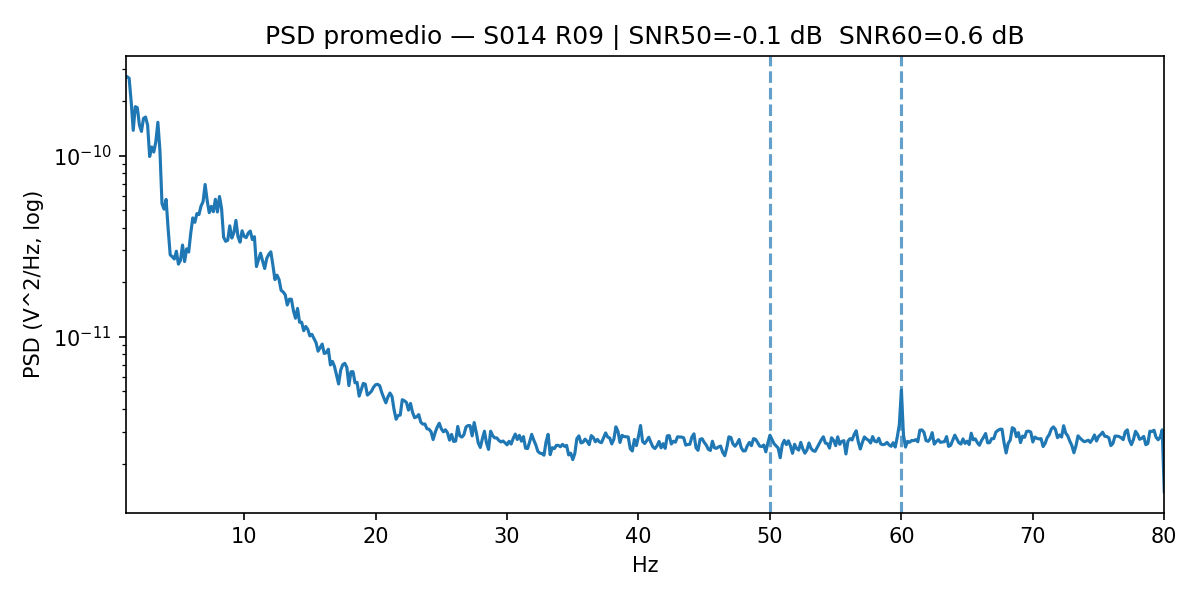 PSD promedio — S014 R09 | SNR50=-0.1 dB  SNR60=0.6 dB
PSD (V^2/Hz, log)
10⁻¹⁰
10⁻¹¹
10 20 30 40 50 60 70 80
Hz